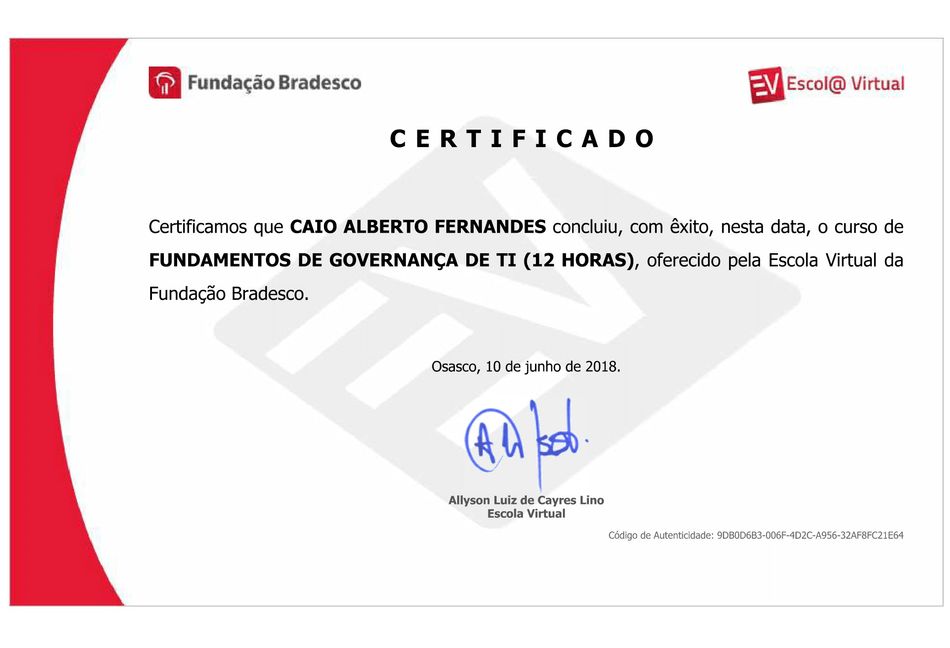 Fundação Bradesco
EV Escol@ Virtual
CERTIFICADO
Certificamos que CAIO ALBERTO FERNANDES concluiu, com êxito, nesta data, o curso de
FUNDAMENTOS DE GOVERNANÇA DE TI (12 HORAS), oferecido pela Escola Virtual da
Fundação Bradesco.
Osasco, 10 de junho de 2018.
Allyson Luiz de Cayres Lino
Escola Virtual
Código de Autenticidade: 9DB0D6B3-006F-4D2C-A956-32AF8FC21E64